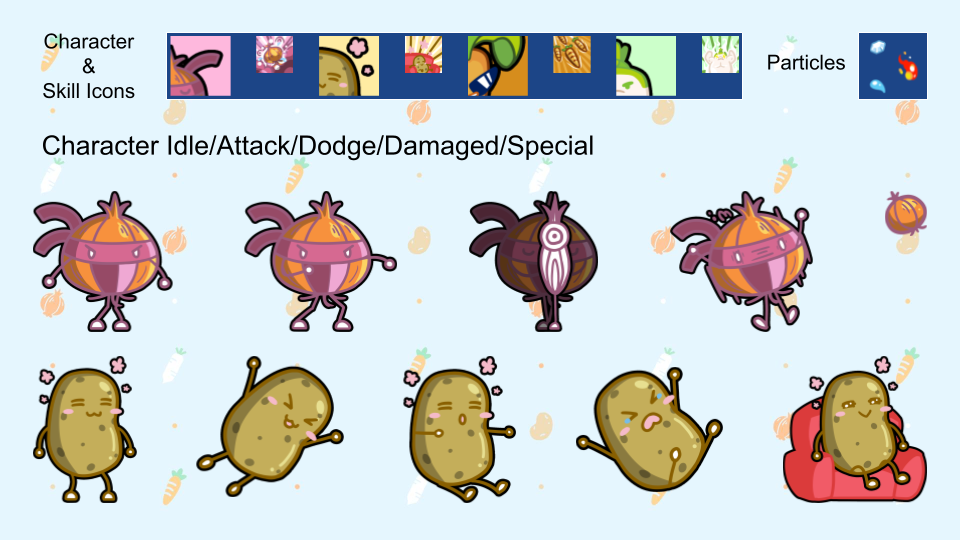 Character
&
Skill Icons
Particles
Character Idle/Attack/Dodge/Damaged/Special